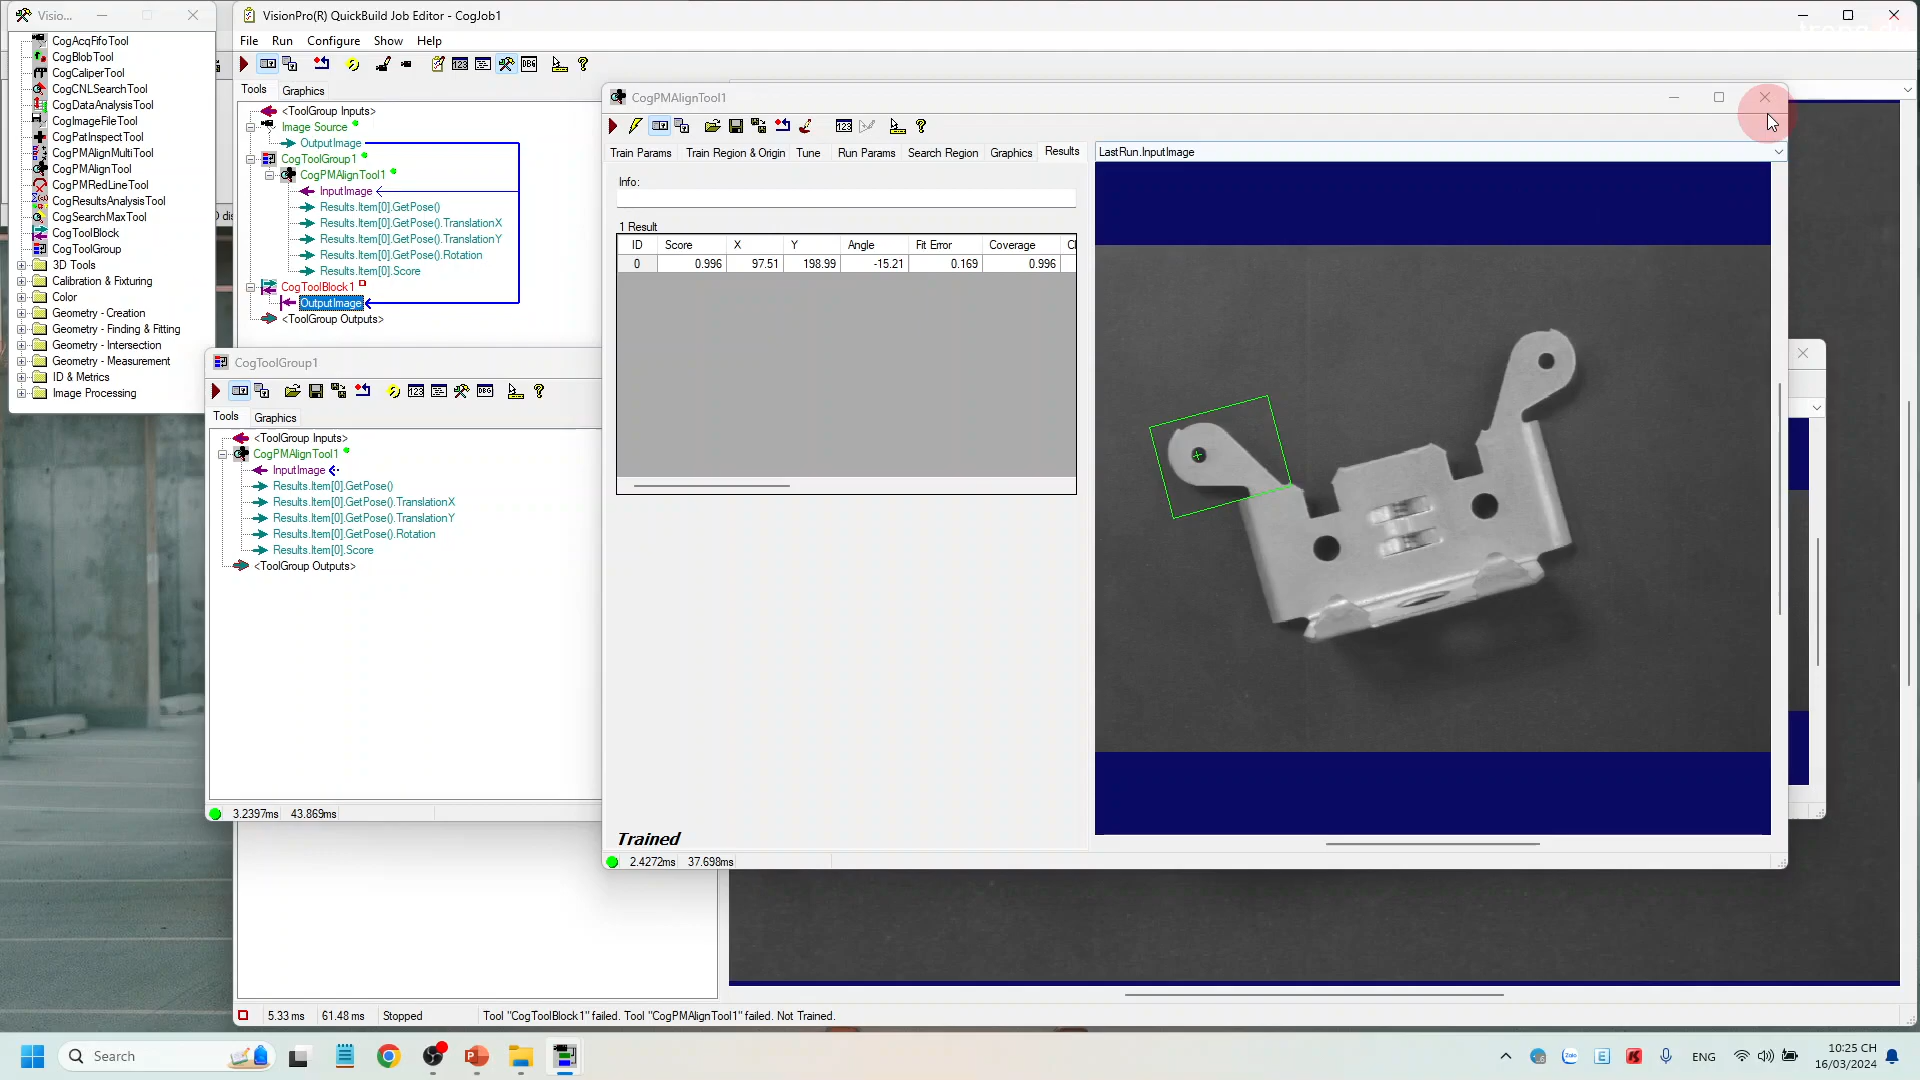 Visio...
CogAcqFifoTool
CogBlobTool
CogCaliperTool
CogCNLSearchTool
CogDataAnalysisTool
CogImageFileTool
CogPatInspectTool
CogPMAlignMultiTool
CogPMAlignTool
CogPMRedLineTool
CogResultsAnalysisTool
CogSearchMaxTool
CogToolBlock
CogToolGroup
3D Tools
Calibration & Fixturing
Color
Geometry - Creation
Geometry - Finding & Fitting
Geometry - Intersection
Geometry - Measurement
ID & Metrics
Image Processing
VisionPro(R) QuickBuild Job Editor - CogJob1
File Run Configure Show Help
Tools Graphics
<ToolGroup Inputs>
Image Source
OutputImage
CogToolGroup1
CogPMAlignTool1
InputImage
Results.Item[0].GetPose()
Results.Item[0].GetPose().TranslationX
Results.Item[0].GetPose().TranslationY
Results.Item[0].GetPose().Rotation
Results.Item[0].Score
CogToolBlock1
OutputImage
<ToolGroup Outputs>
CogToolGroup1
Tools Graphics
<ToolGroup Inputs>
CogPMAlignTool1
InputImage
Results.Item[0].GetPose()
Results.Item[0].GetPose().TranslationX
Results.Item[0].GetPose().TranslationY
Results.Item[0].GetPose().Rotation
Results.Item[0].Score
<ToolGroup Outputs>
3.2397ms 43.869ms
CogPMAlignTool1
Train Params Train Region & Origin Tune Run Params Search Region Graphics Results
LastRun.InputImage
Info:
1 Result
ID Score X Y Angle Fit Error Coverage Cl
0 0.996 97.51 198.99 -15.21 0.169 0.996
Trained
2.4272ms 37.698ms
5.33 ms 61.48 ms Stopped Tool "CogToolBlock1" failed. Tool "CogPMAlignTool1" failed. Not Trained.
Search
ENG
10:25 CH
16/03/2024